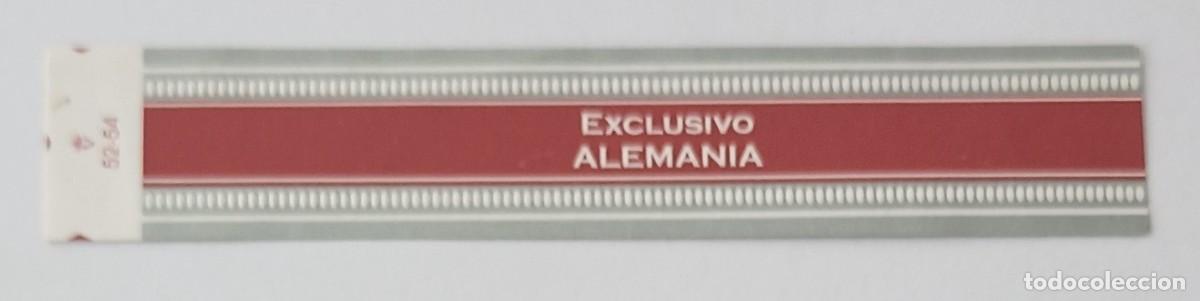 EXCLUSIVO
ALEMANIA
52-54
todocoleccion